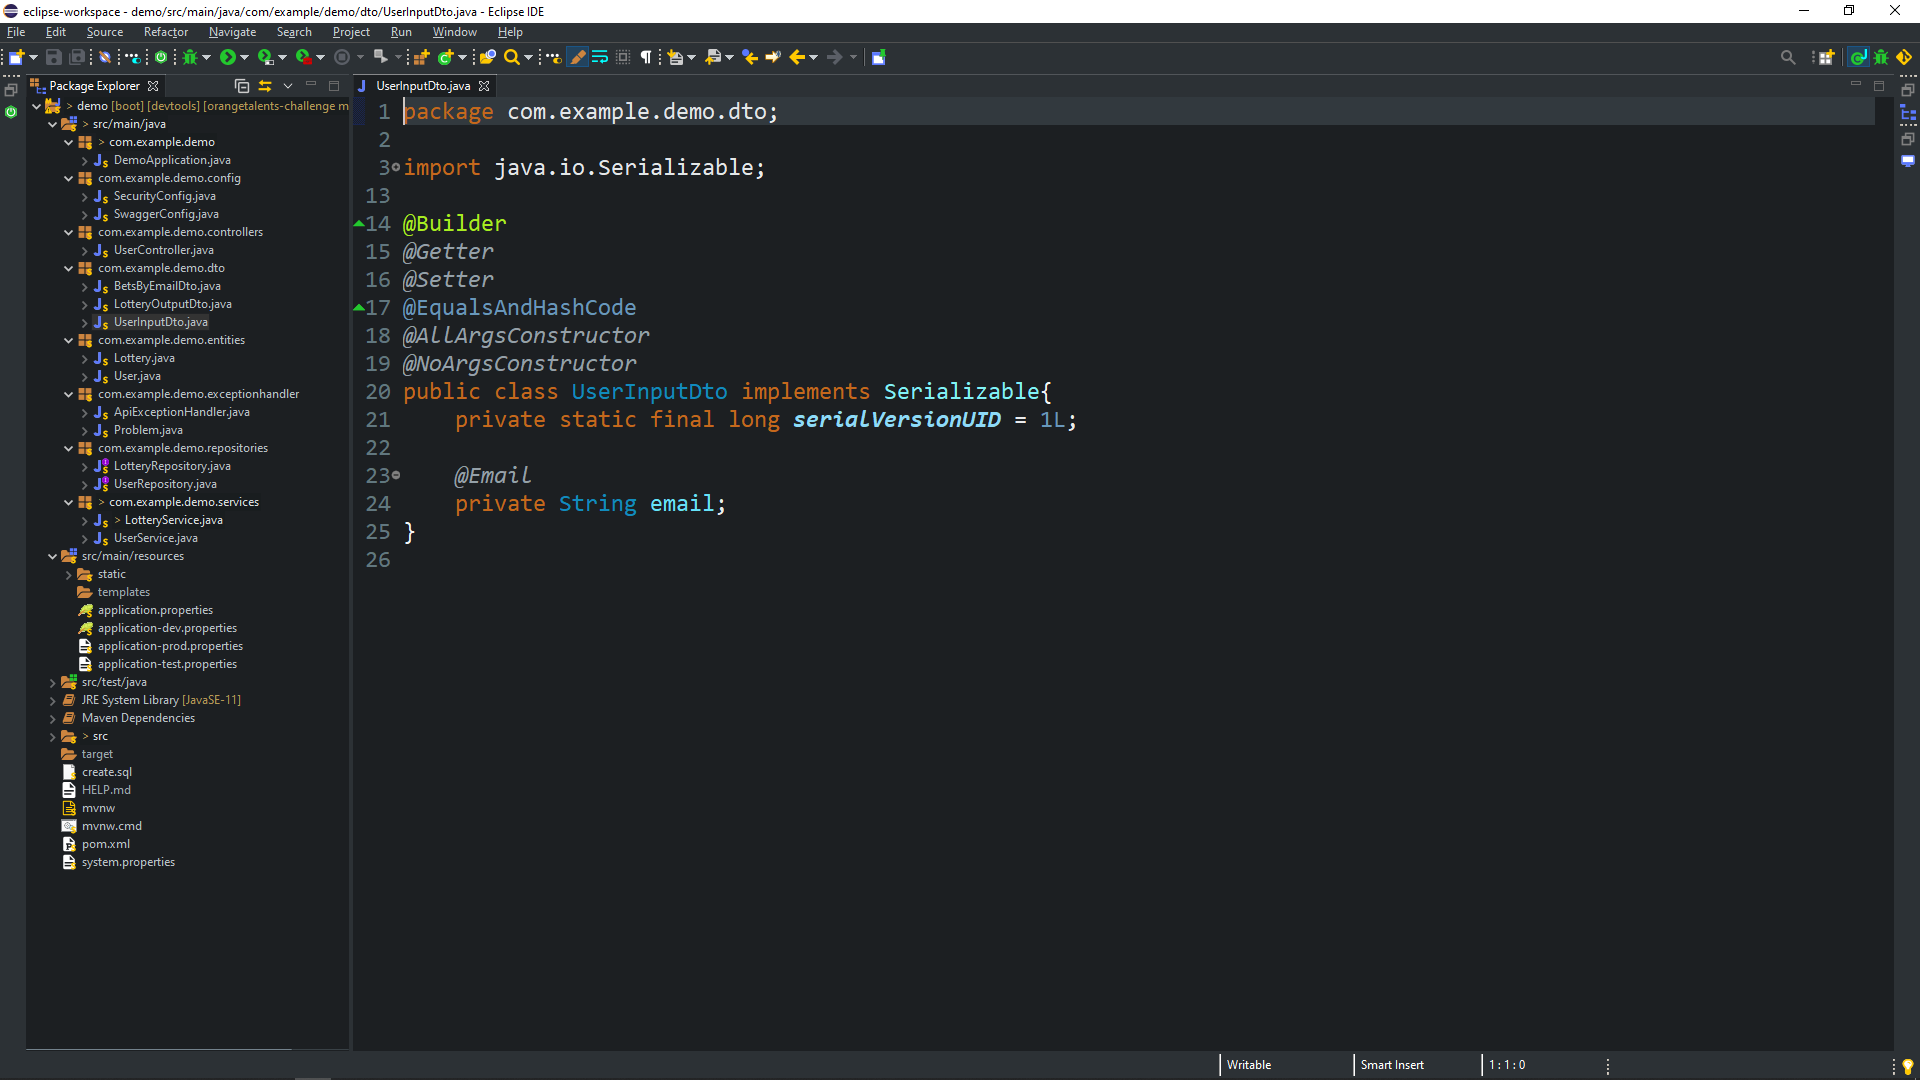 eclipse-workspace - demo/src/main/java/com/example/demo/dto/UserInputDto.java - Eclipse IDE
File Edit Source Refactor Navigate Search Project Run Window Help
Package Explorer
> demo [boot] [devtools] [orangetalents-challenge m
> src/main/java
> com.example.demo
DemoApplication.java
com.example.demo.config
SecurityConfig.java
SwaggerConfig.java
com.example.demo.controllers
UserController.java
com.example.demo.dto
BetsByEmailDto.java
LotteryOutputDto.java
UserInputDto.java
com.example.demo.entities
Lottery.java
User.java
com.example.demo.exceptionhandler
ApiExceptionHandler.java
Problem.java
com.example.demo.repositories
LotteryRepository.java
UserRepository.java
> com.example.demo.services
> LotteryService.java
UserService.java
src/main/resources
static
templates
application.properties
application-dev.properties
application-prod.properties
application-test.properties
src/test/java
JRE System Library [JavaSE-11]
Maven Dependencies
> src
target
create.sql
HELP.md
mvnw
mvnw.cmd
pom.xml
system.properties
UserInputDto.java
1 package com.example.demo.dto;
2
3 import java.io.Serializable;
13
14 @Builder
15 @Getter
16 @Setter
17 @EqualsAndHashCode
18 @AllArgsConstructor
19 @NoArgsConstructor
20 public class UserInputDto implements Serializable{
21 private static final long serialVersionUID = 1L;
22
23 @Email
24 private String email;
25 }
26
Writable Smart Insert 1 : 1 : 0